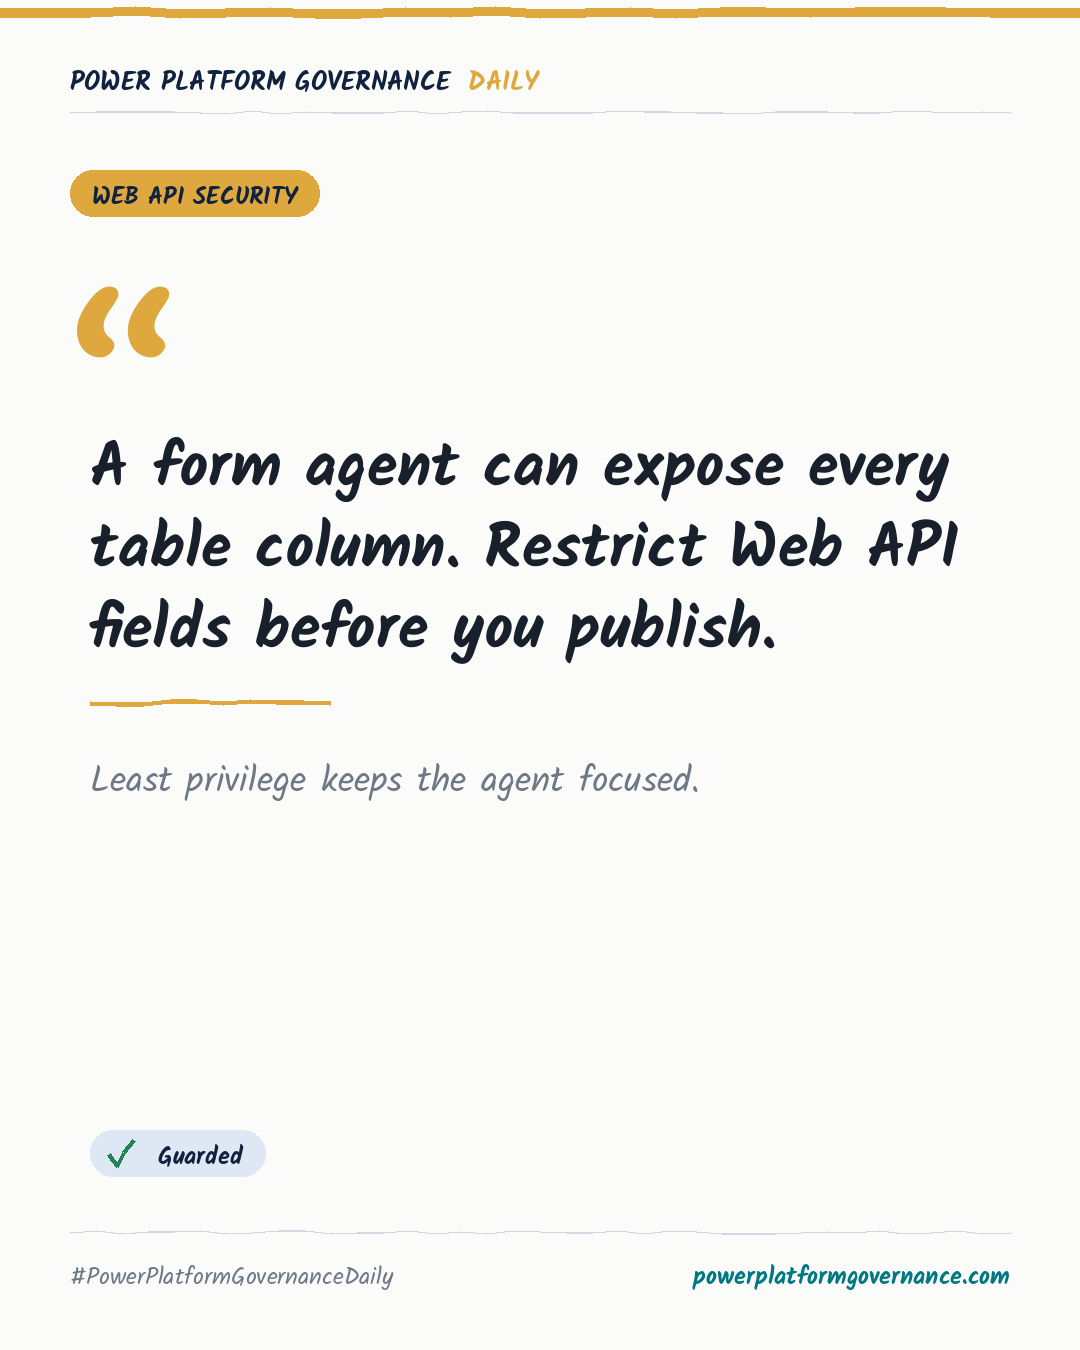 POWER PLATFORM GOVERNANCE DAILY
WEB API SECURITY
“
A form agent can expose every
table column. Restrict Web API
fields before you publish.
Least privilege keeps the agent focused.
✓ Guarded
#PowerPlatformGovernanceDaily
powerplatformgovernance.com